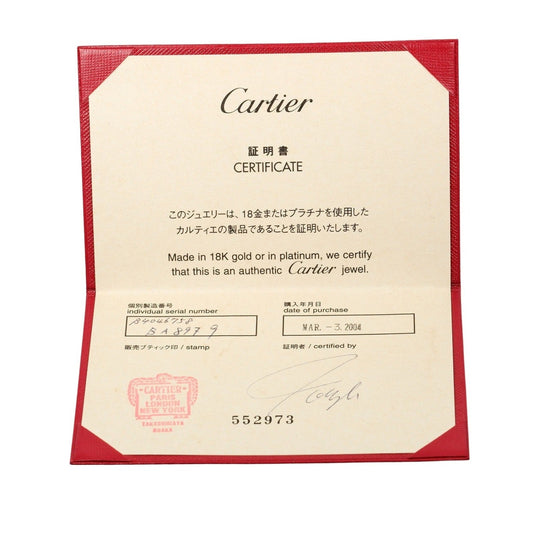 Cartier
証明書
CERTIFICATE
このジュエリーは、18金またはプラチナを使用した
カルティエの製品であることを証明いたします。
Made in 18K gold or in platinum, we certify
that this is an authentic Cartier jewel.
個別製造番号
individual serial number
B4046758
BA8979
販売ブティック印 / stamp
CARTIER
PARIS
LONDON
NEW YORK
TAKASHIMAYA
OSAKA
購入年月日
date of purchase
MAR. -3. 2004
証明者 / certified by
552973